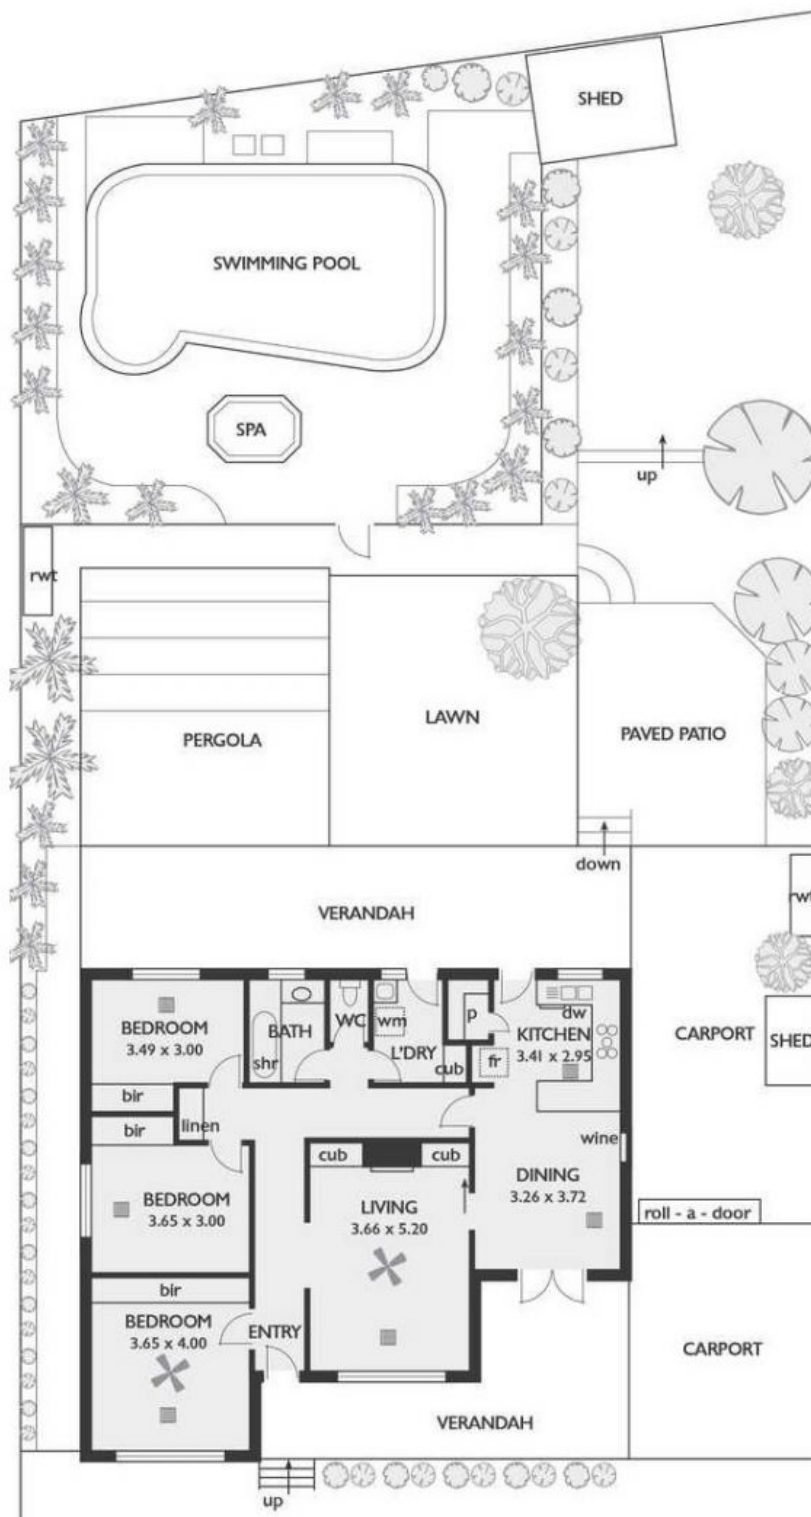 SHED
SWIMMING POOL
SPA
up
rwt
PERGOLA
LAWN
PAVED PATIO
down
VERANDAH
rwt
BEDROOM
3.49 x 3.00
bir
BATH
shr
WC
wm
L'DRY
cub
p
KITCHEN
3.41 x 2.95
dw
fr
CARPORT
SHED
linen
bir
BEDROOM
3.65 x 3.00
cub
cub
LIVING
3.66 x 5.20
wine
DINING
3.26 x 3.72
roll - a - door
bir
BEDROOM
3.65 x 4.00
ENTRY
CARPORT
VERANDAH
up